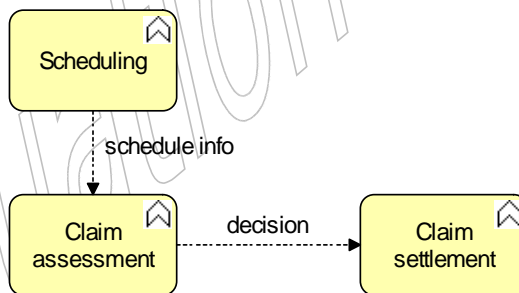 Scheduling
schedule info
Claim
assessment
decision
Claim
settlement